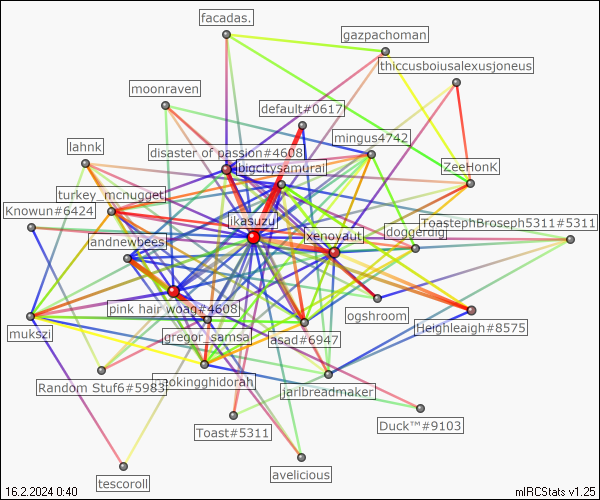 facadas.
gazpachoman
thiccusboiusalexusjoneus
moonraven
default#0617
mingus4742
lahnk
disaster of passion#4608
bigcitysamurai
ZeeHonK
turkey_mcnugget
Knowun#6424
ikasuzu
ToastephBroseph5311#5311
xenoyaut
doggerng
andnewbees
pink hair woag#4608
ogshroom
mukszi
gregor_samsa
asad#6947
Heighleaigh#8575
Random Stuf6#5983
neokingghidorah
jarlbreadmaker
Toast#5311
Duck™#9103
avelicious
tescoroll
16.2.2024 0:40
mIRCStats v1.25